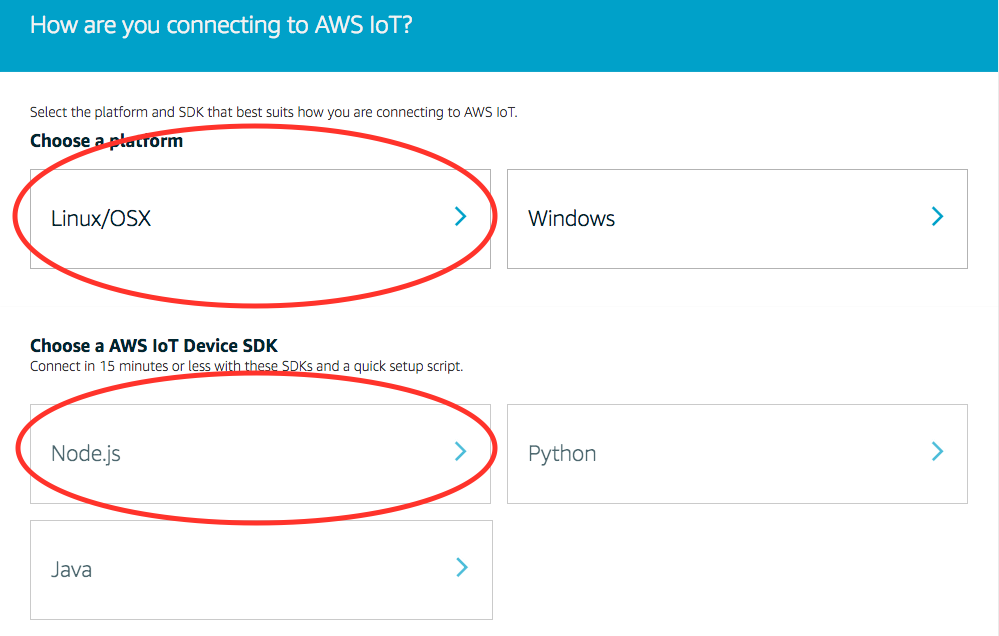 How are you connecting to AWS IoT?
Select the platform and SDK that best suits how you are connecting to AWS IoT.
Choose a platform
Linux/OSX
Windows
Choose a AWS IoT Device SDK
Connect in 15 minutes or less with these SDKs and a quick setup script.
Node.js
Python
Java